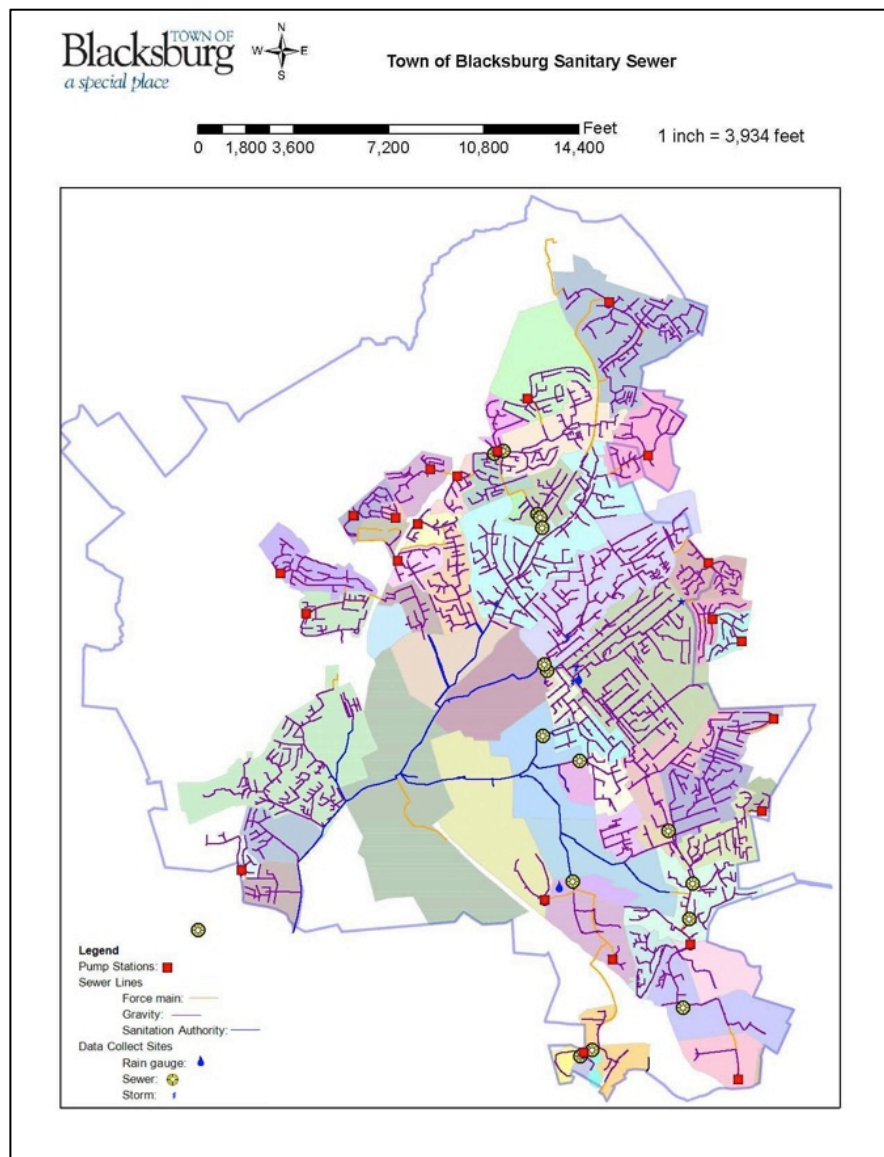 TOWN OF
Blacksburg
a special place
N
W E
S
Town of Blacksburg Sanitary Sewer
Feet
0 1,800 3,600 7,200 10,800 14,400
1 inch = 3,934 feet
Legend
Pump Stations:
Sewer Lines
Force main:
Gravity:
Sanitation Authority:
Data Collect Sites
Rain gauge:
Sewer:
Storm: